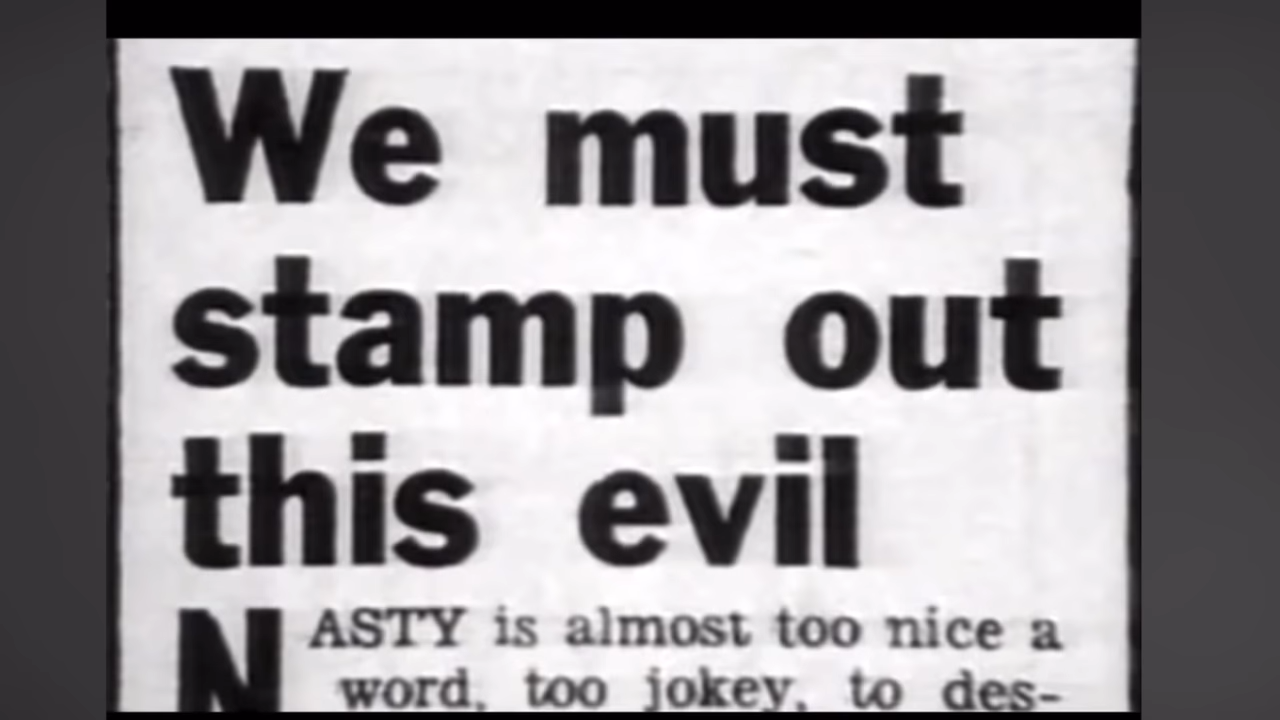 We must
stamp out
this evil
NASTY is almost too nice a
word, too jokey, to des-